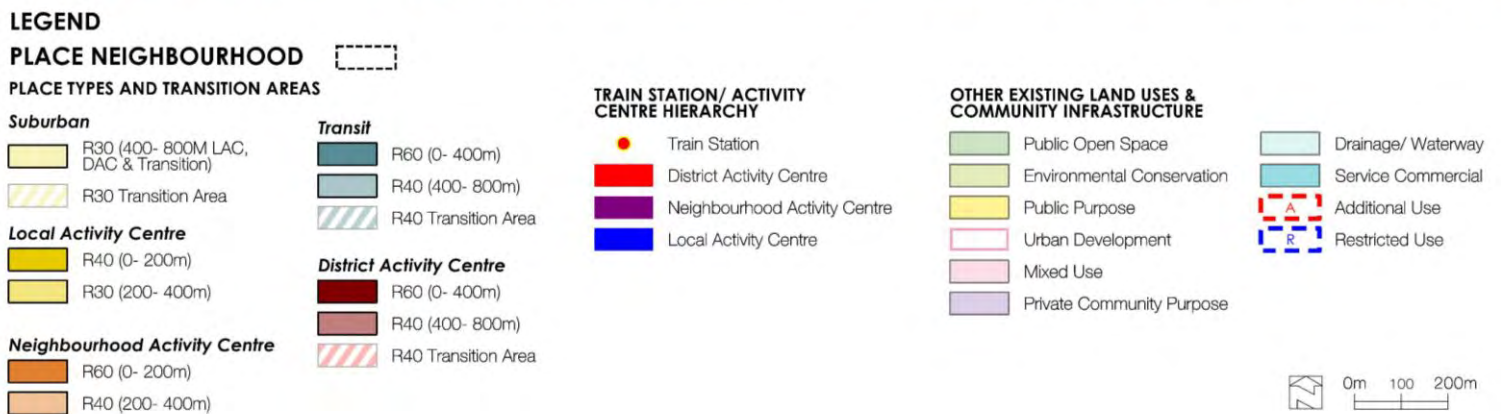 LEGEND
PLACE NEIGHBOURHOOD
PLACE TYPES AND TRANSITION AREAS
Suburban
R30 (400- 800M LAC,
DAC & Transition)
R30 Transition Area
Local Activity Centre
R40 (0- 200m)
R30 (200- 400m)
Neighbourhood Activity Centre
R60 (0- 200m)
R40 (200- 400m)
Transit
R60 (0- 400m)
R40 (400- 800m)
R40 Transition Area
District Activity Centre
R60 (0- 400m)
R40 (400- 800m)
R40 Transition Area
TRAIN STATION/ ACTIVITY
CENTRE HIERARCHY
Train Station
District Activity Centre
Neighbourhood Activity Centre
Local Activity Centre
OTHER EXISTING LAND USES &
COMMUNITY INFRASTRUCTURE
Public Open Space
Environmental Conservation
Public Purpose
Urban Development
Mixed Use
Private Community Purpose
Drainage/ Waterway
Service Commercial
A Additional Use
R Restricted Use
N
0m 100 200m